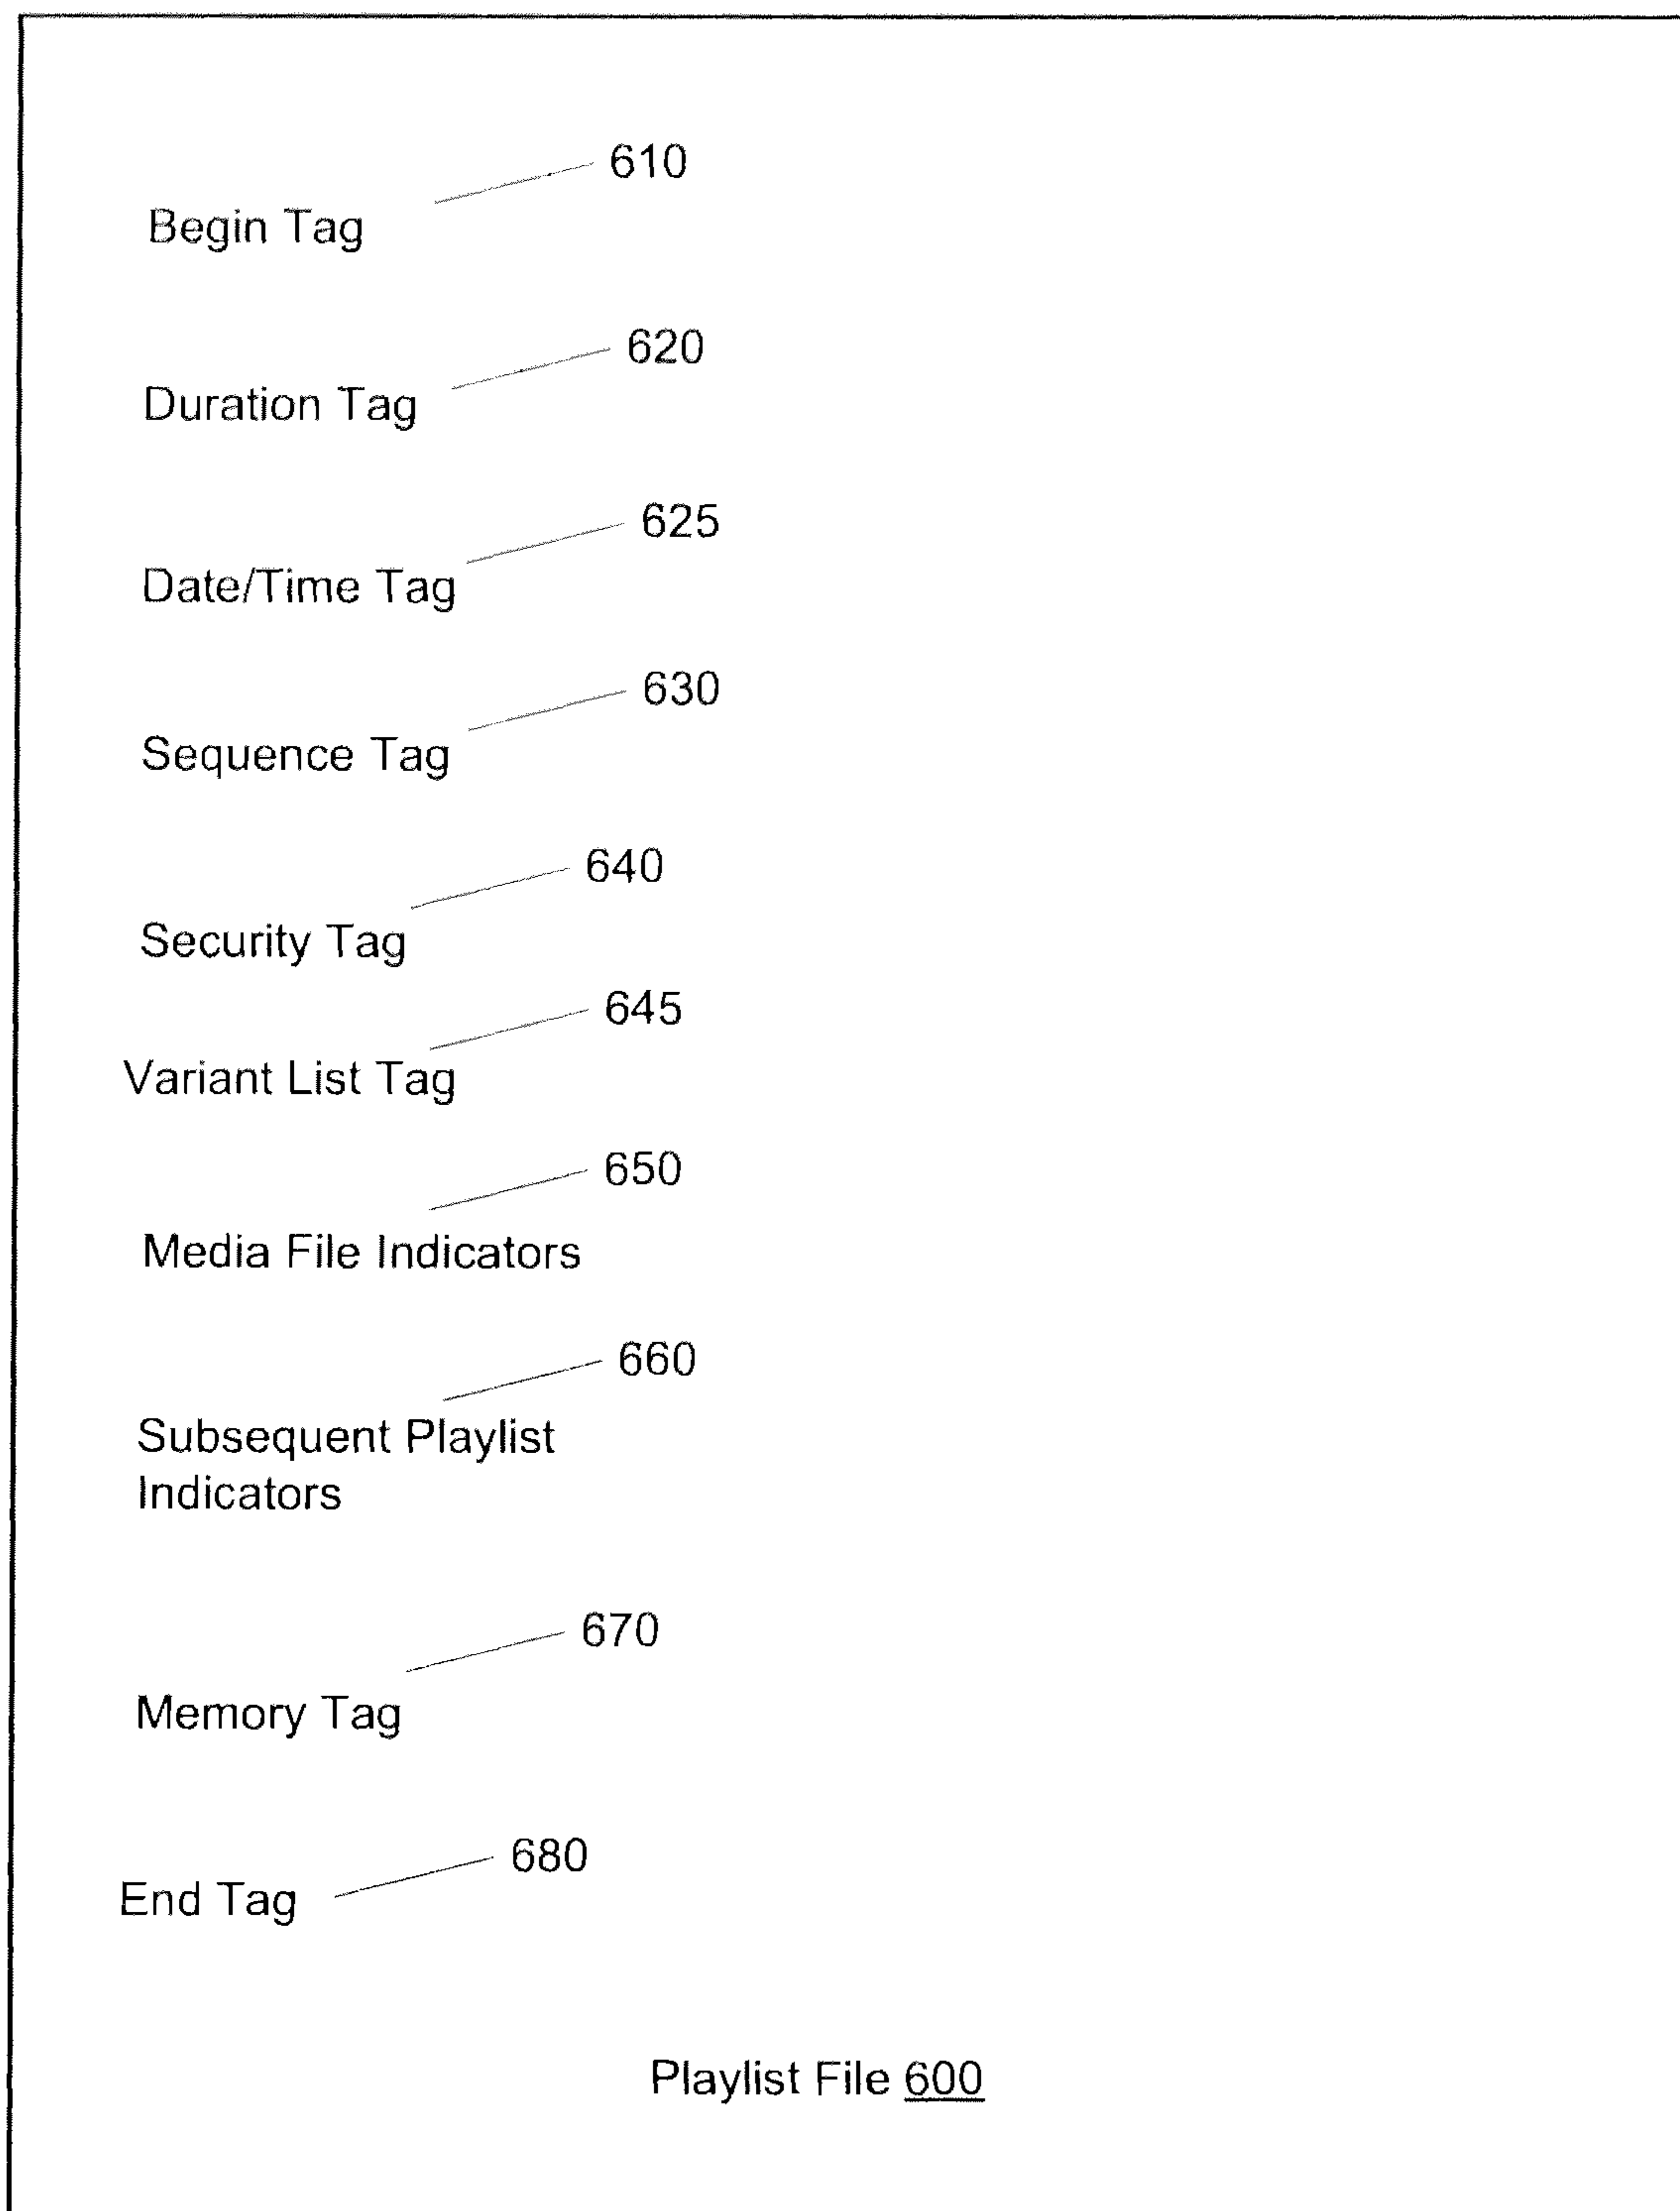 610
Begin Tag
620
Duration Tag
625
Date/Time Tag
630
Sequence Tag
640
Security Tag
645
Variant List Tag
650
Media File Indicators
660
Subsequent Playlist
Indicators
670
Memory Tag
680
End Tag
Playlist File 600